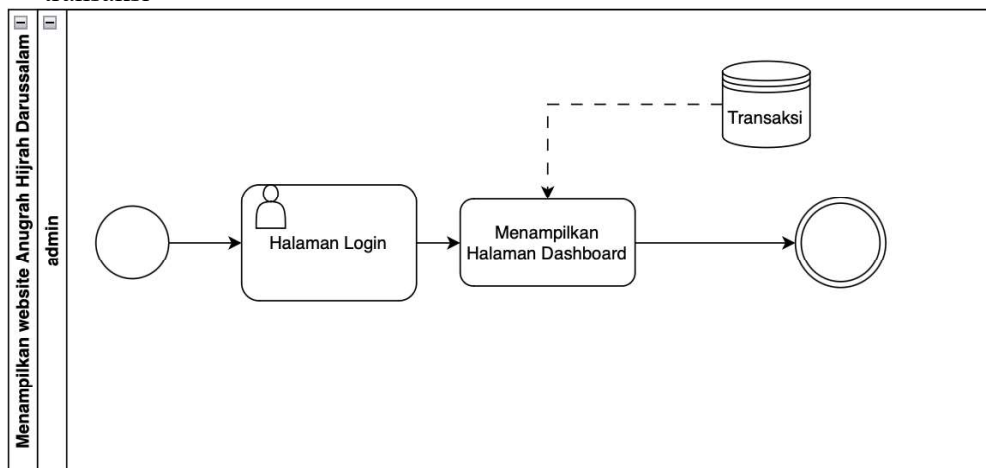 Menampilkan website Anugrah Hijrah Darussalam
admin
Halaman Login
Menampilkan
Halaman Dashboard
Transaksi